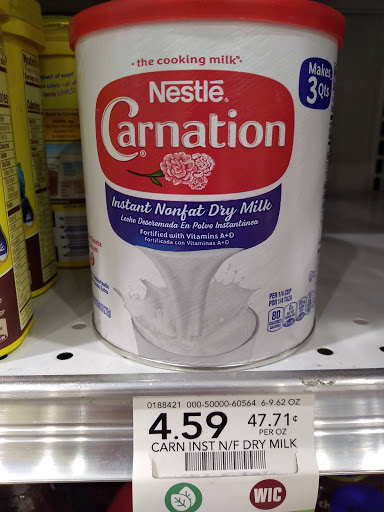 • the cooking milk •
Nestlé®
Carnation®
Makes
3 Qts
Instant Nonfat Dry Milk
Leche Descremada En Polvo Instantánea
Fortified with Vitamins A+D
Fortificada con Vitaminas A+D
PER 1/4 CUP
POR 1/4 TAZA
80
0188421 000-50000-60564 6-9.62 OZ
4.59 47.71¢
PER OZ
CARN INST N/F DRY MILK
WIC